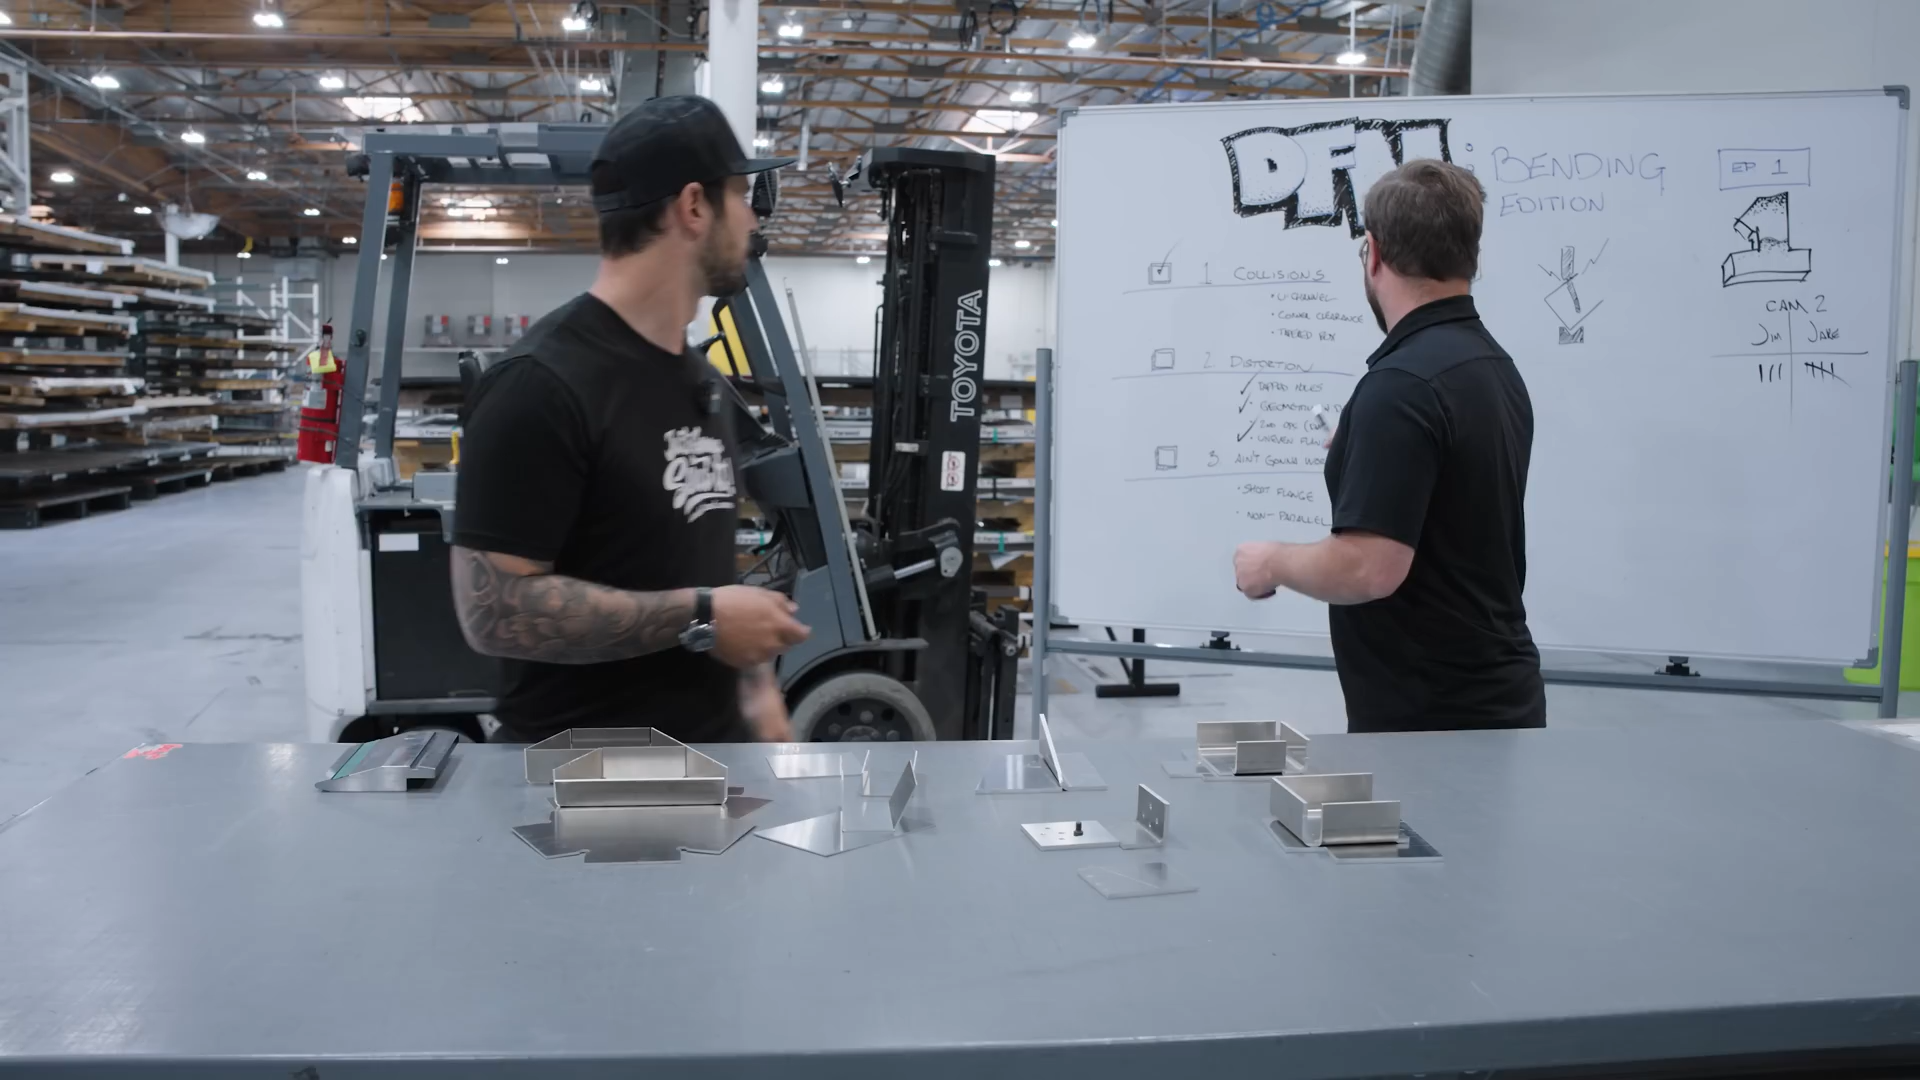 DFM : BENDING
EDITION
EP 1
1 COLLISIONS
• U-CHANNEL
• CORNER CLEARANCE
• TAPERED BOX
2 DISTORTION
TAPPED HOLES
2ND OPS
UNEVEN
3 AIN'T GONNA
• SHORT FLANGE
• NON-PARALLEL
CAM 2
JIM JAKE
TOYOTA